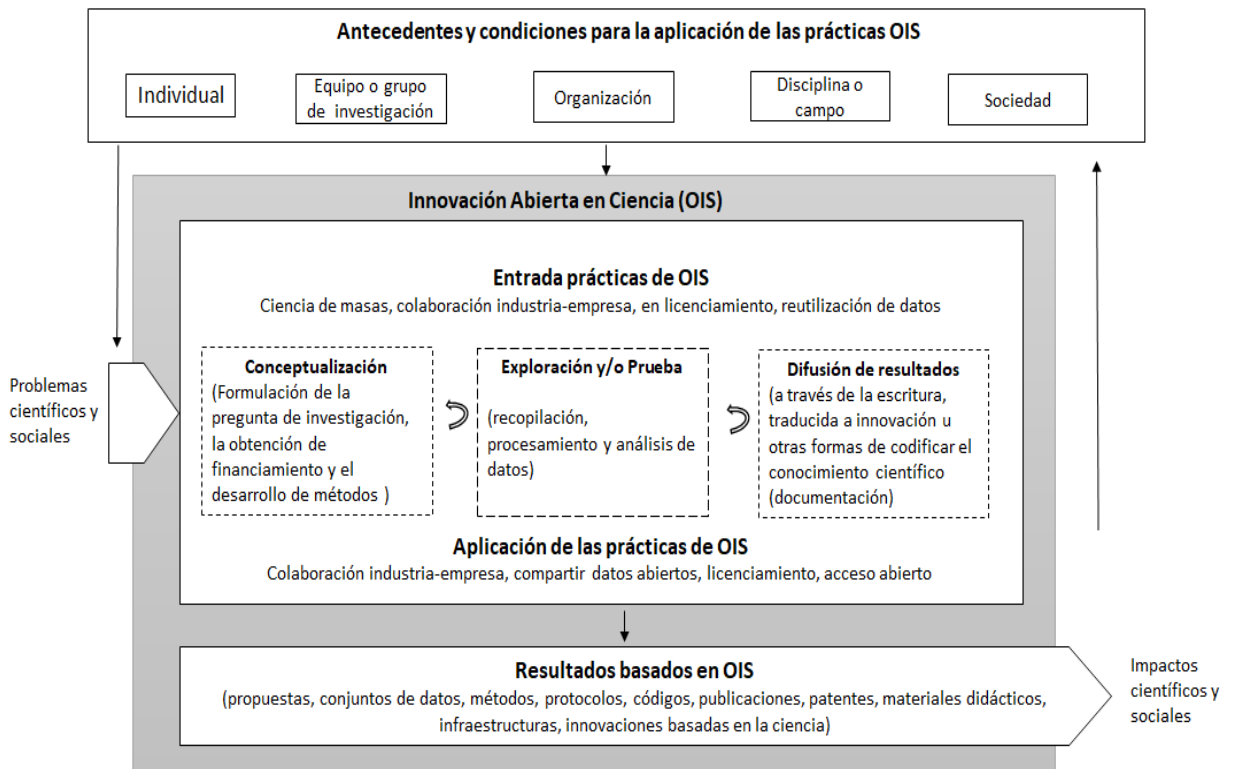 Antecedentes y condiciones para la aplicación de las prácticas OIS
Individual
Equipo o grupo
de investigación
Organización
Disciplina o
campo
Sociedad
Innovación Abierta en Ciencia (OIS)
Entrada prácticas de OIS
Ciencia de masas, colaboración industria-empresa, en licenciamiento, reutilización de datos
Problemas
científicos y
sociales
Conceptualización
(Formulación de la
pregunta de investigación,
la obtención de
financiamiento y el
desarrollo de métodos )
Exploración y/o Prueba
(recopilación,
procesamiento y análisis de
datos)
Difusión de resultados
(a través de la escritura,
traducida a innovación u
otras formas de codificar el
conocimiento científico
(documentación)
Aplicación de las prácticas de OIS
Colaboración industria-empresa, compartir datos abiertos, licenciamiento, acceso abierto
Resultados basados en OIS
(propuestas, conjuntos de datos, métodos, protocolos, códigos, publicaciones, patentes, materiales didácticos,
infraestructuras, innovaciones basadas en la ciencia)
Impactos
científicos y
sociales